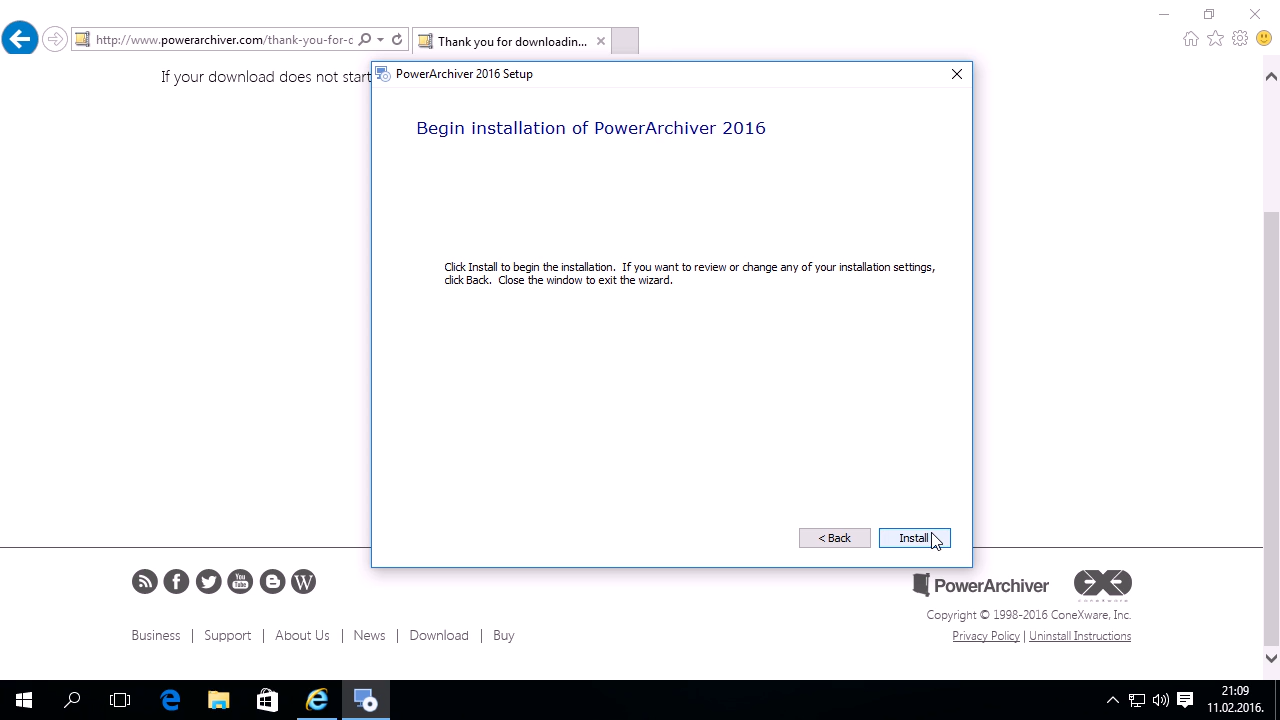 http://www.powerarchiver.com/thank-you-for-c
Thank you for downloadin...
If your download does not start
PowerArchiver 2016 Setup
Begin installation of PowerArchiver 2016
Click Install to begin the installation.  If you want to review or change any of your installation settings,
click Back.  Close the window to exit the wizard.
< Back
Install
You
Tube
W
PowerArchiver
conexware
Copyright © 1998-2016 ConeXware, Inc.
Business | Support | About Us | News | Download | Buy
Privacy Policy | Uninstall Instructions
21:09
11.02.2016.